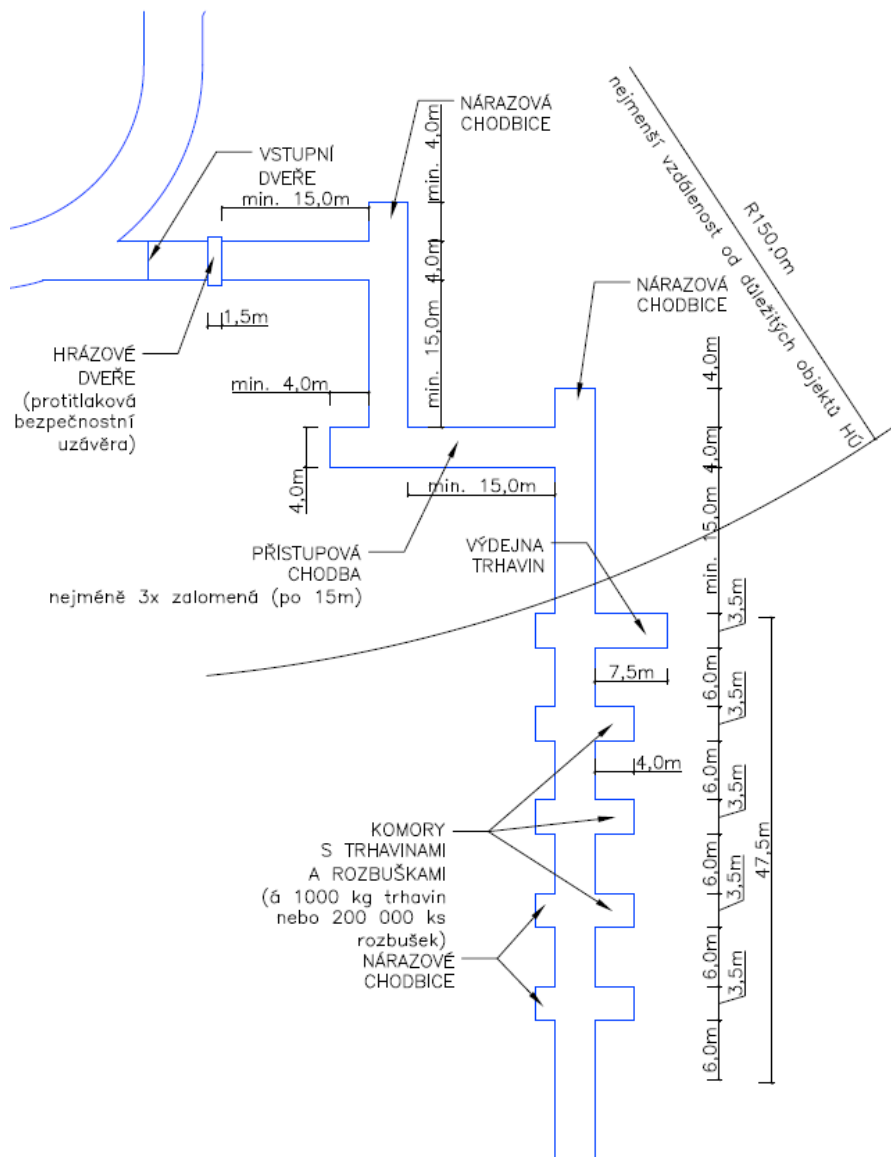 NÁRAZOVÁ
CHODBICE
min. 4,0m
VSTUPNÍ
DVEŘE
min. 15,0m
4,0m
min. 15,0m
1,5m
HRÁZOVÉ
DVEŘE
(protitlaková
bezpečnostní
uzávěra)
min. 4,0m
4,0m
min. 15,0m
PŘÍSTUPOVÁ
CHODBA
nejméně 3x zalomená (po 15m)
NÁRAZOVÁ
CHODBICE
nejmenší vzdálenost od důležitých objektů HÚ
R150,0m
4,0m
4,0m
min. 15,0m
VÝDEJNA
TRHAVIN
3,5m
7,5m
6,0m
3,5m
4,0m
6,0m
3,5m
KOMORY
S TRHAVINAMI
A ROZBUŠKAMI
(á 1000 kg trhavin
nebo 200 000 ks
rozbušek)
6,0m
3,5m
47,5m
NÁRAZOVÉ
CHODBICE
6,0m
3,5m
6,0m